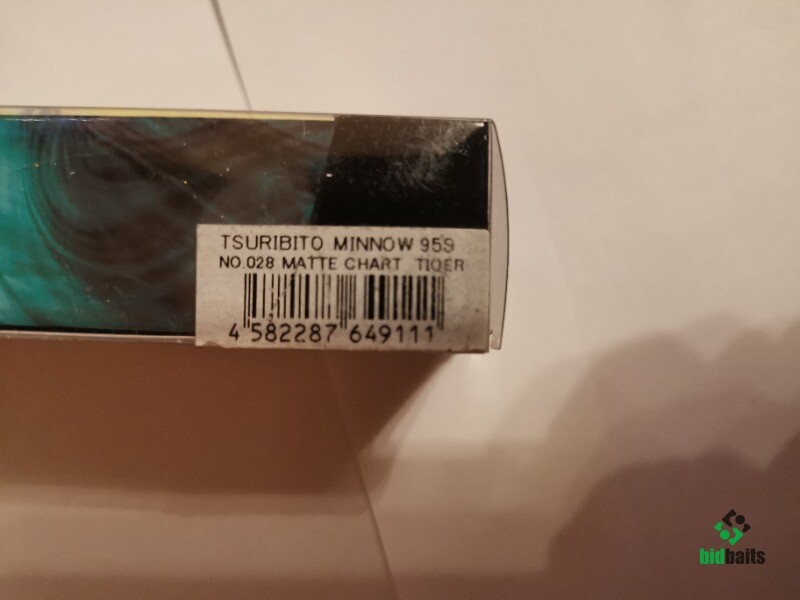 TSURIBITO MINNOW 95S
NO.028 MATTE CHART TIGER
4 582287 649111
bidbaits